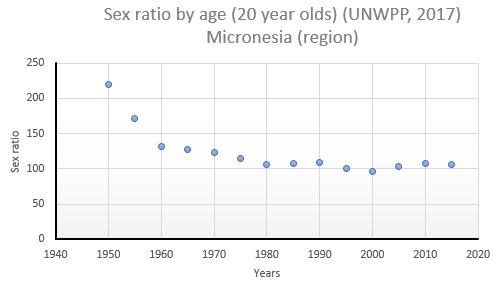 Sex ratio by age (20 year olds) (UNWPP, 2017)
Micronesia (region)
250
200
150
100
50
0
Sex ratio
1940 1950 1960 1970 1980 1990 2000 2010 2020
Years